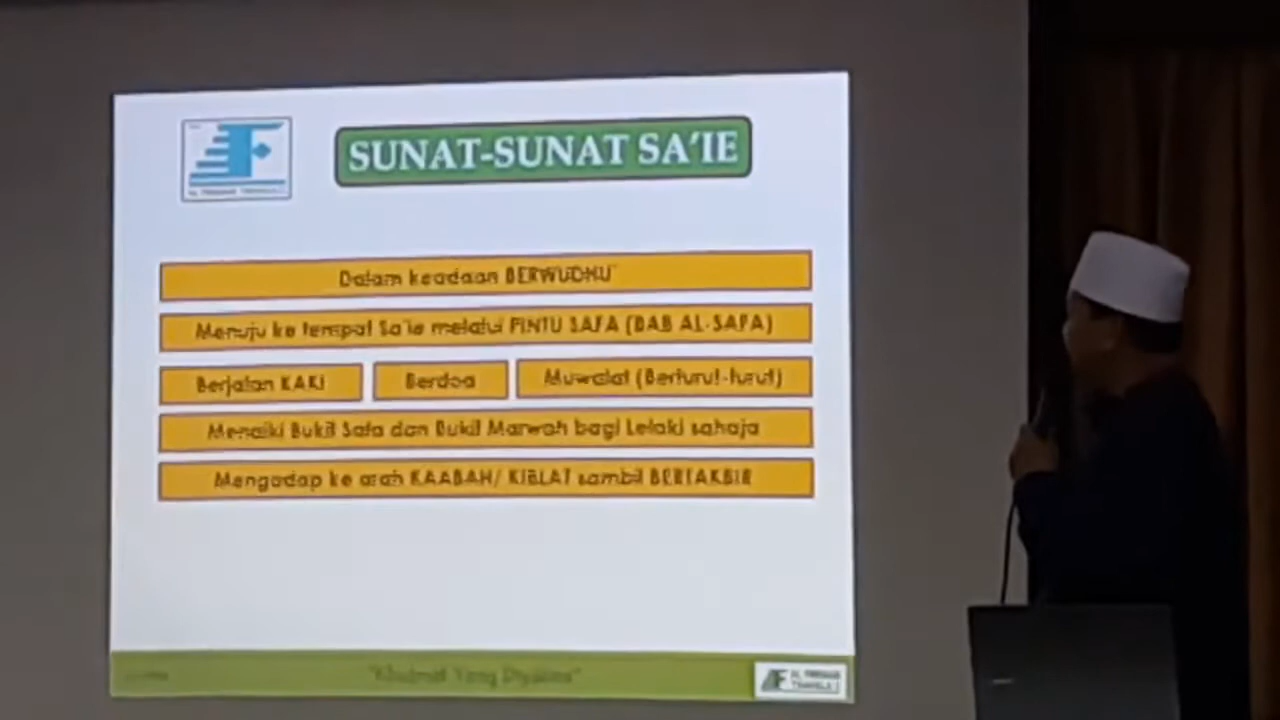 SUNAT-SUNAT SA'IE
Dalam keadaan BERWUDHU'
Menuju ke tempat Sa'ie melalui PINTU SAFA (BAB AL-SAFA)
Berjalan KAKI
Berdoa
Muwalat (Berturut-turut)
Menaiki Bukit Safa dan Bukit Marwah bagi Lelaki sahaja
Mengadap ke arah KAABAH/ KIBLAT sambil BERTAKBIR
Yang